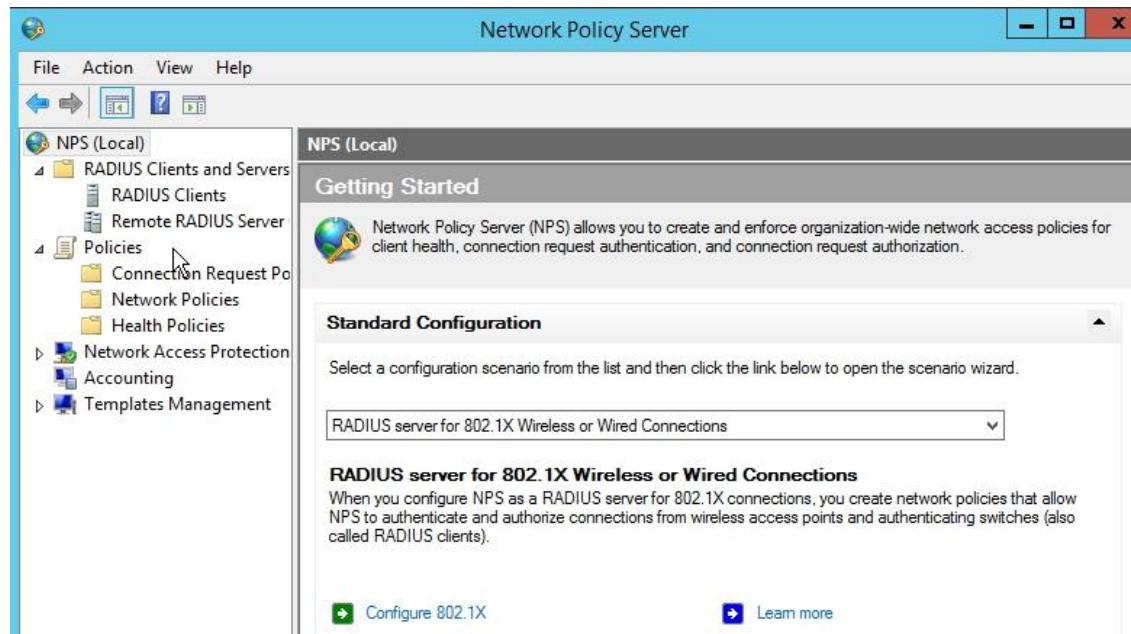 Network Policy Server
File Action View Help
NPS (Local)
RADIUS Clients and Servers
RADIUS Clients
Remote RADIUS Server
Policies
Connection Request Po
Network Policies
Health Policies
Network Access Protection
Accounting
Templates Management
NPS (Local)
Getting Started
Network Policy Server (NPS) allows you to create and enforce organization-wide network access policies for
client health, connection request authentication, and connection request authorization.
Standard Configuration
Select a configuration scenario from the list and then click the link below to open the scenario wizard.
RADIUS server for 802.1X Wireless or Wired Connections
RADIUS server for 802.1X Wireless or Wired Connections
When you configure NPS as a RADIUS server for 802.1X connections, you create network policies that allow
NPS to authenticate and authorize connections from wireless access points and authenticating switches (also
called RADIUS clients).
Configure 802.1X
Learn more